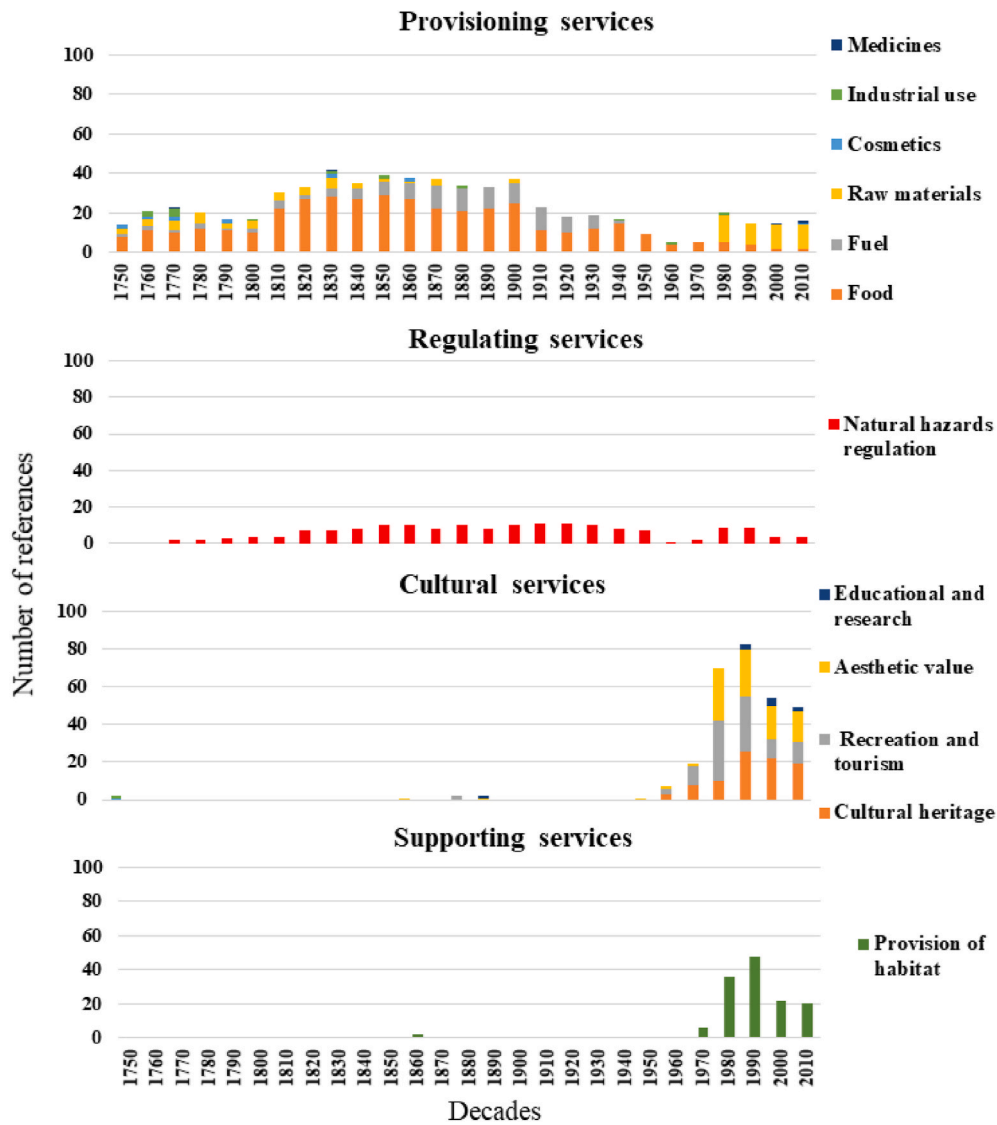 Provisioning services
100
80
60
40
20
0
1750 1760 1770 1780 1790 1800 1810 1820 1830 1840 1850 1860 1870 1880 1890 1900 1910 1920 1930 1940 1950 1960 1970 1980 1990 2000 2010
Medicines
Industrial use
Cosmetics
Raw materials
Fuel
Food
Regulating services
100
80
60
40
20
0
Natural hazards
regulation
Number of references
Cultural services
100
80
60
40
20
0
Educational and
research
Aesthetic value
Recreation and
tourism
Cultural heritage
Supporting services
100
80
60
40
20
0
1750 1760 1770 1780 1790 1800 1810 1820 1830 1840 1850 1860 1870 1880 1890 1900 1910 1920 1930 1940 1950 1960 1970 1980 1990 2000 2010
Provision of
habitat
Decades